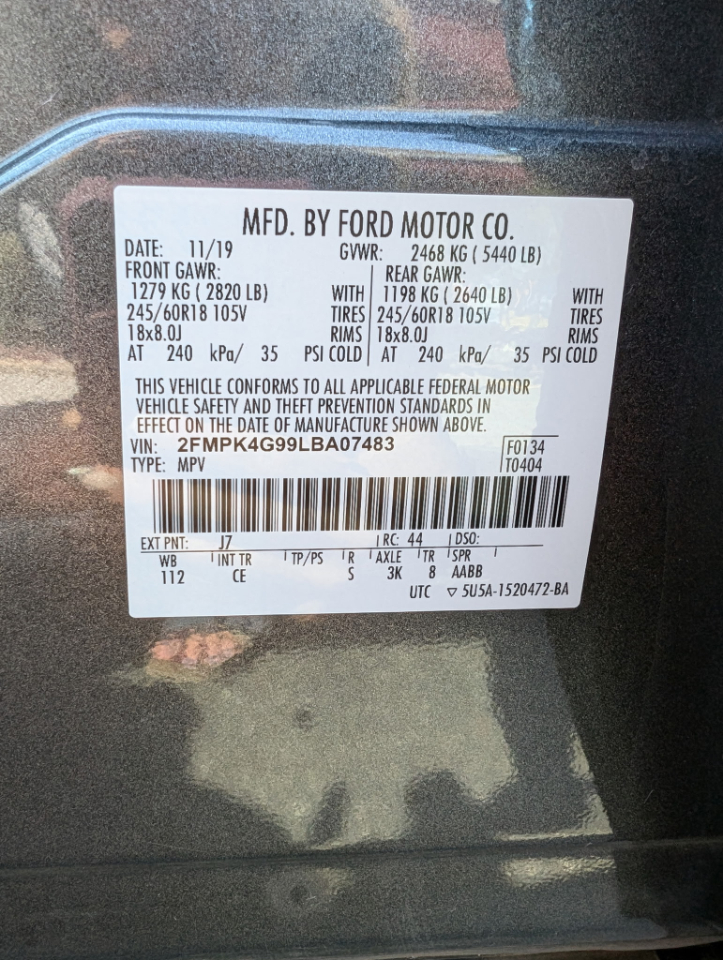 MFD. BY FORD MOTOR CO.
DATE: 11/19 GVWR: 2468 KG ( 5440 LB)
FRONT GAWR: REAR GAWR:
1279 KG ( 2820 LB) WITH 1198 KG ( 2640 LB) WITH
245/60R18 105V TIRES 245/60R18 105V TIRES
18x8.0J RIMS 18x8.0J RIMS
AT 240 kPa/ 35 PSI COLD AT 240 kPa/ 35 PSI COLD
THIS VEHICLE CONFORMS TO ALL APPLICABLE FEDERAL MOTOR
VEHICLE SAFETY AND THEFT PREVENTION STANDARDS IN
EFFECT ON THE DATE OF MANUFACTURE SHOWN ABOVE.
VIN: 2FMPK4G99LBA07483 F0134
TYPE: MPV T0404
EXT PNT: J7 RC: 44 DSO:
WB INT TR TP/PS R AXLE TR SPR
112 CE S 3K 8 AABB
UTC ▽ 5U5A-1520472-BA